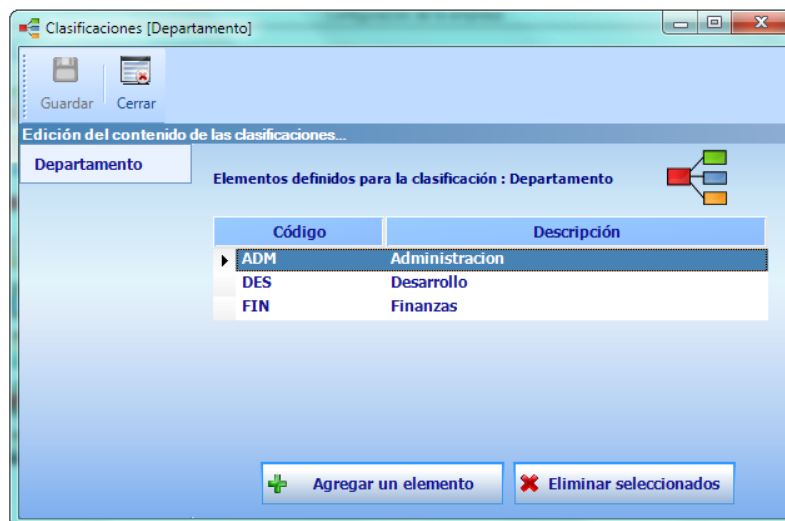 Clasificaciones [Departamento]
Guardar Cerrar
Edición del contenido de las clasificaciones...
Departamento
Elementos definidos para la clasificación : Departamento
Código Descripción
ADM Administracion
DES Desarrollo
FIN Finanzas
Agregar un elemento Eliminar seleccionados